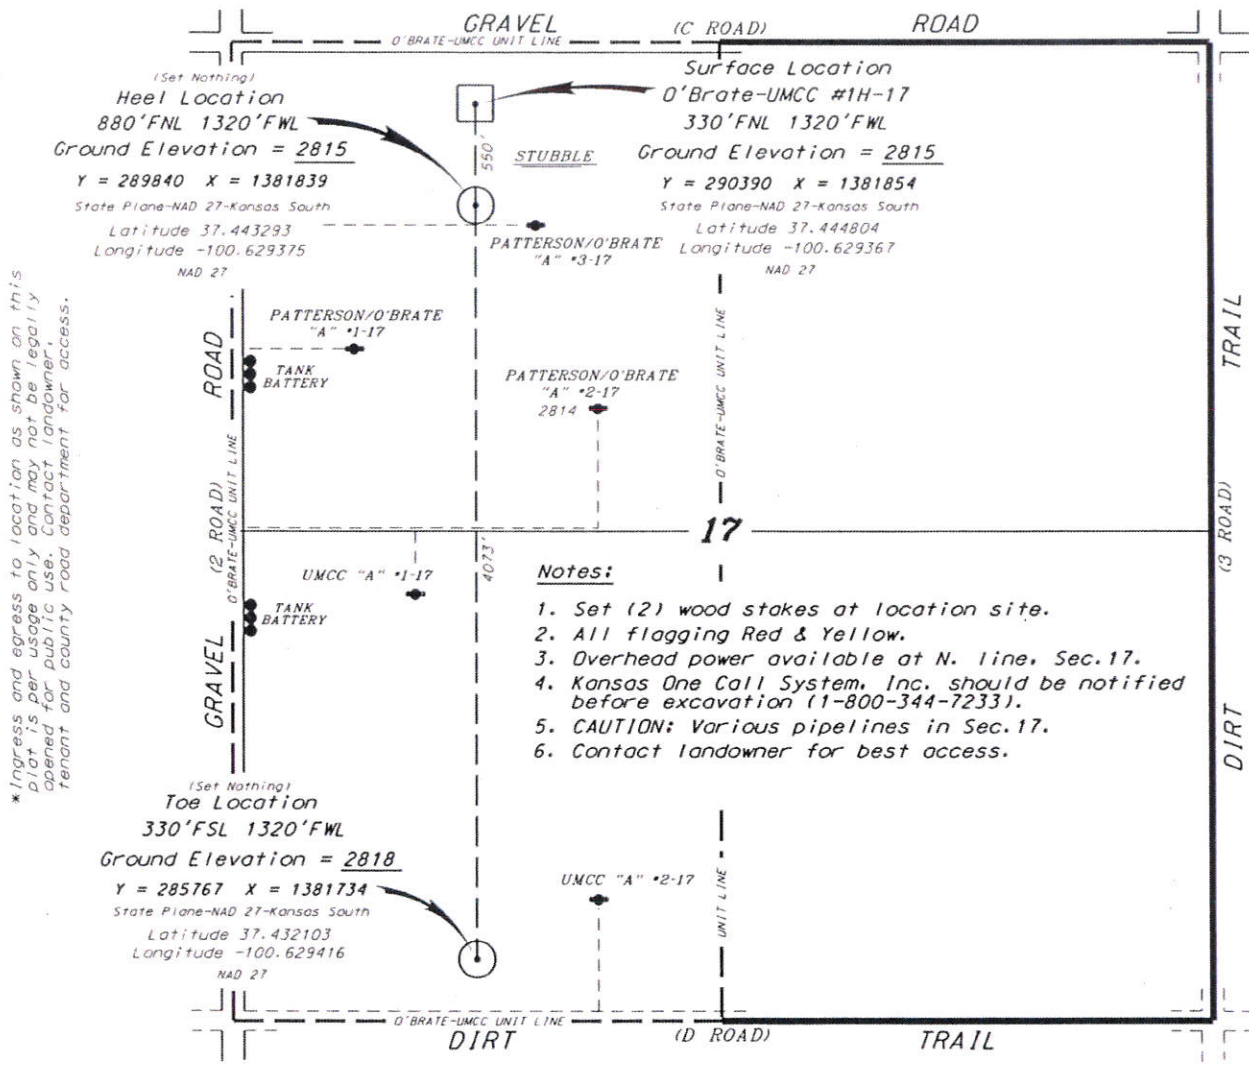 GRAVEL (C ROAD) ROAD
O'BRATE-UMCC UNIT LINE
(Set Nothing)
Heel Location
880'FNL 1320'FWL
Ground Elevation = 2815
Y = 289840 X = 1381839
State Plane-NAD 27-Kansas South
Latitude 37.443293
Longitude -100.629375
NAD 27
Surface Location
O'Brate-UMCC #1H-17
330'FNL 1320'FWL
Ground Elevation = 2815
Y = 290390 X = 1381854
State Plane-NAD 27-Kansas South
Latitude 37.444804
Longitude -100.629367
NAD 27
550'
STUBBLE
PATTERSON/O'BRATE
"A" #3-17
PATTERSON/O'BRATE
"A" #1-17
TANK
BATTERY
PATTERSON/O'BRATE
"A" #2-17
2814
O'BRATE-UMCC UNIT LINE
ROAD
(2 ROAD)
O'BRATE-UMCC UNIT LINE
GRAVEL
TRAIL
(3 ROAD)
DIRT
*Ingress and egress to location as shown on this
plat is per usage only and may not be legally
opened for public use. Contact landowner,
tenant and county road department for access.
17
4073'
UMCC "A" #1-17
TANK
BATTERY
Notes:
1. Set (2) wood stakes at location site.
2. All flagging Red & Yellow.
3. Overhead power available at N. line, Sec.17.
4. Kansas One Call System, Inc. should be notified
before excavation (1-800-344-7233).
5. CAUTION: Various pipelines in Sec.17.
6. Contact landowner for best access.
(Set Nothing)
Toe Location
330'FSL 1320'FWL
Ground Elevation = 2818
Y = 285767 X = 1381734
State Plane-NAD 27-Kansas South
Latitude 37.432103
Longitude -100.629416
NAD 27
UMCC "A" #2-17
UNIT LINE
O'BRATE-UMCC UNIT LINE
DIRT (D ROAD) TRAIL